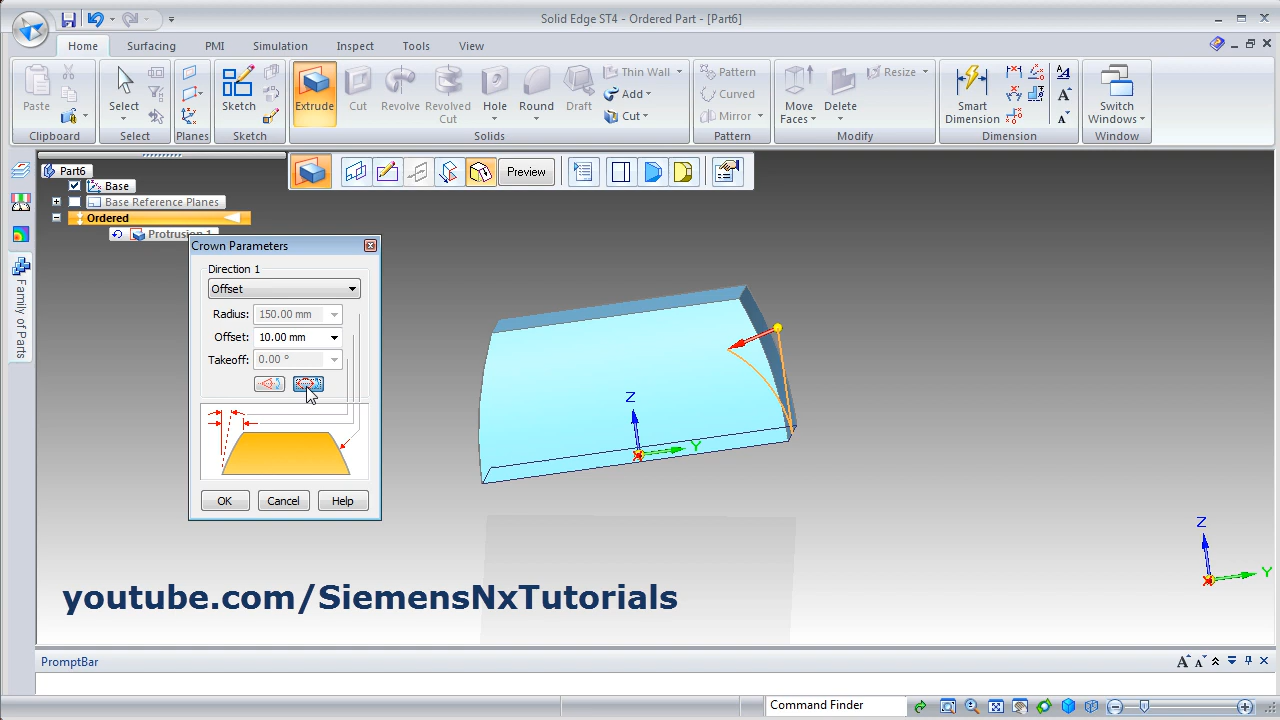 Solid Edge ST4 - Ordered Part - [Part6]
Home Surfacing PMI Simulation Inspect Tools View
Paste Select Sketch Extrude Cut Revolve Revolved Cut Hole Round Draft Thin Wall Add Cut Pattern Curved Mirror Move Faces Delete Resize Smart Dimension Switch Windows
Clipboard Select Planes Sketch Solids Pattern Modify Dimension Window
Part6 Preview
Base
Base Reference Planes
Ordered
Protrusion 1
Family of Parts
Crown Parameters
Direction 1
Offset
Radius: 150.00 mm
Offset: 10.00 mm
Takeoff: 0.00 °
OK Cancel Help
Z
Y
Z
Y
youtube.com/SiemensNxTutorials
PromptBar
Command Finder